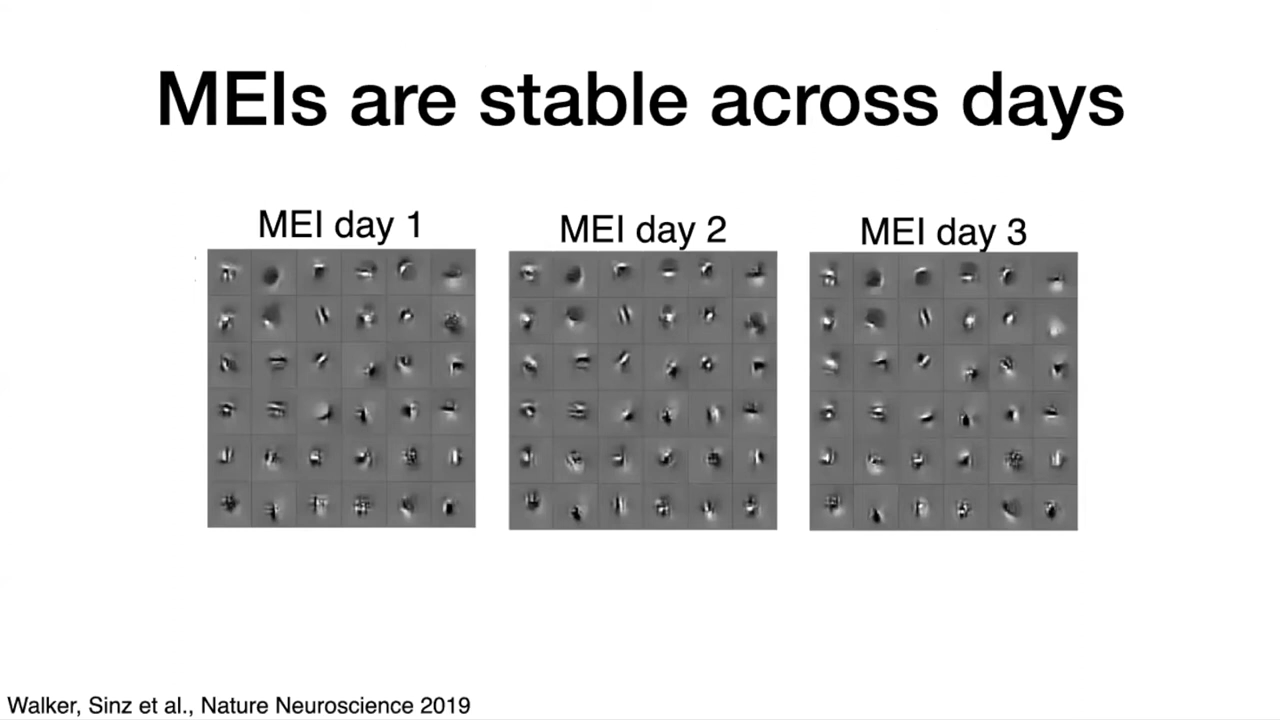 MEIs are stable across days
MEI day 1
MEI day 2
MEI day 3
Walker, Sinz et al., Nature Neuroscience 2019